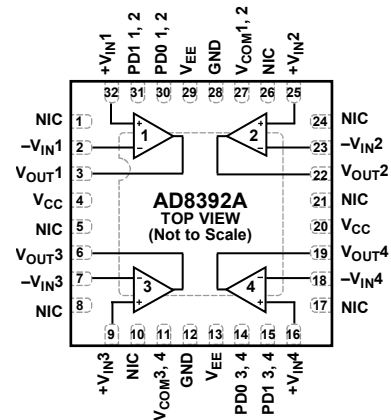 +VIN1
PD1 1, 2
PD0 1, 2
VEE
GND
VCOM1, 2
NIC
+VIN2
32 31 30 29 28 27 26 25
NIC 1
–VIN1 2
VOUT1 3
VCC 4
NIC 5
VOUT3 6
–VIN3 7
NIC 8
24 NIC
23 –VIN2
22 VOUT2
21 NIC
20 VCC
19 VOUT4
18 –VIN4
17 NIC
+ 1 –
+ 2 –
AD8392A
TOP VIEW
(Not to Scale)
– 3 +
– 4 +
9 10 11 12 13 14 15 16
+VIN3
NIC
VCOM3, 4
GND
VEE
PD0 3, 4
PD1 3, 4
+VIN4